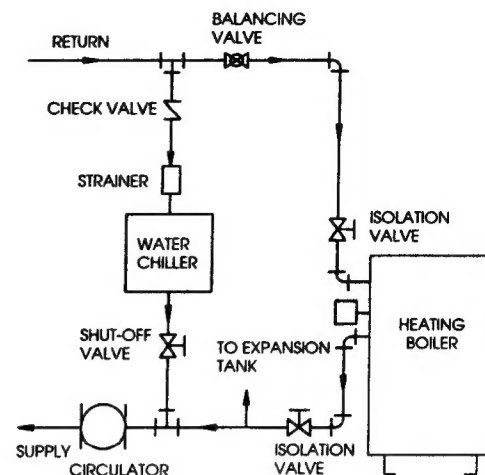 BALANCING
VALVE
RETURN
CHECK VALVE
STRAINER
ISOLATION
VALVE
WATER
CHILLER
HEATING
BOILER
SHUT-OFF
VALVE
TO EXPANSION
TANK
SUPPLY
CIRCULATOR
ISOLATION
VALVE